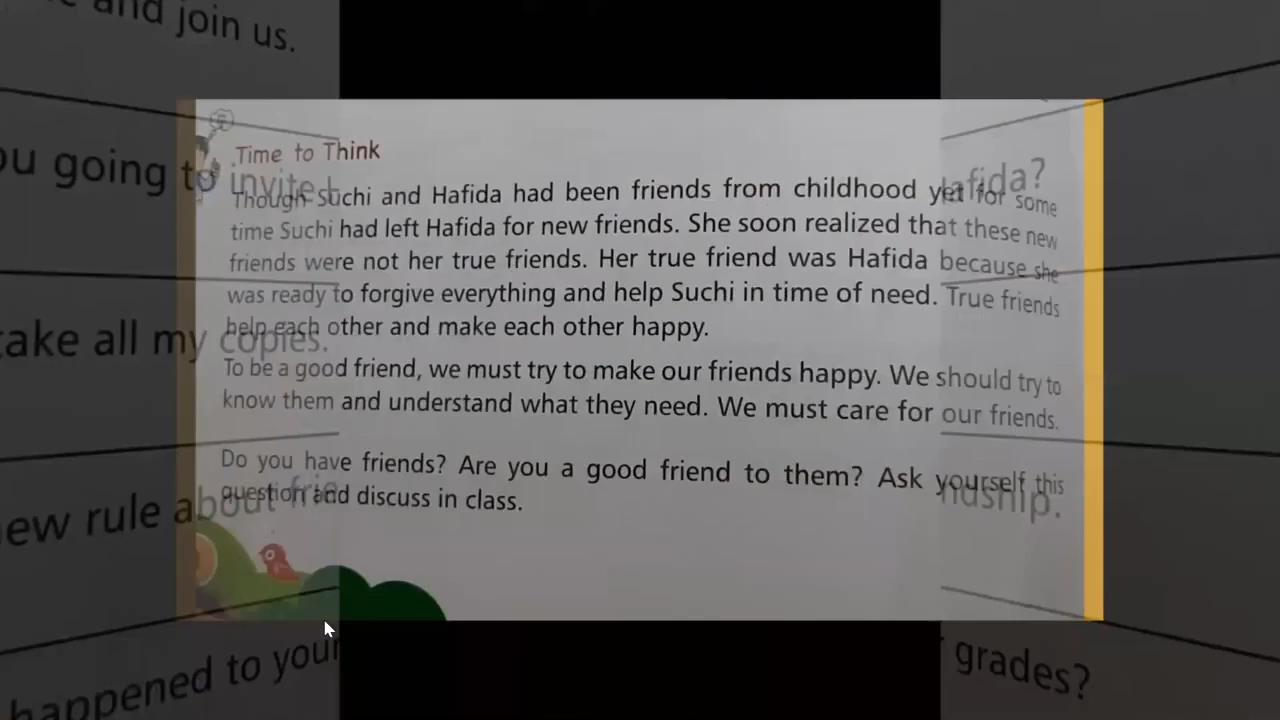 and join us.
ou going to invite
afida?
Time to Think
Though Suchi and Hafida had been friends from childhood yet for some
time Suchi had left Hafida for new friends. She soon realized that these new
friends were not her true friends. Her true friend was Hafida because she
was ready to forgive everything and help Suchi in time of need. True friends
help each other and make each other happy.
take all my copies.
To be a good friend, we must try to make our friends happy. We should try to
know them and understand what they need. We must care for our friends.
Do you have friends? Are you a good friend to them? Ask yourself this
question and discuss in class.
new rule about frie ndship.
happened to your grades?